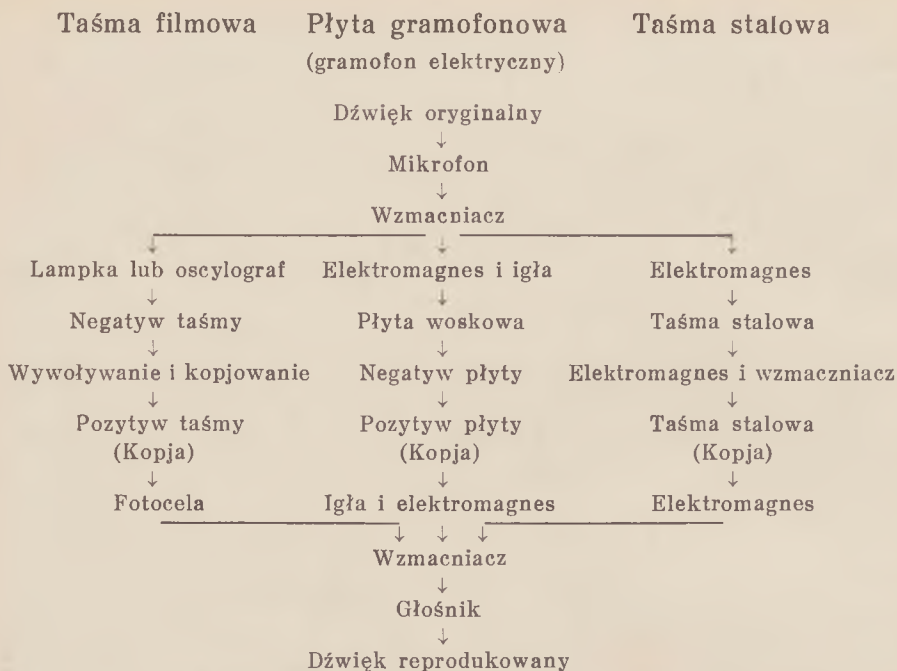 Taśma filmowa Płyta gramofonowa Taśma stalowa
(gramofon elektryczny)
Dźwięk oryginalny
↓
Mikrofon
↓
Wzmacniacz
↓ ↓ ↓
Lampka lub oscylograf Elektromagnes i igła Elektromagnes
↓ ↓ ↓
Negatyw taśmy Płyta woskowa Taśma stalowa
↓ ↓ ↓
Wywoływanie i kopjowanie Negatyw płyty Elektromagnes i wzmaczniacz
↓ ↓ ↓
Pozytyw taśmy Pozytyw płyty Taśma stalowa
(Kopja) (Kopja) (Kopja)
↓ ↓ ↓
Fotocela Igła i elektromagnes Elektromagnes
↓ ↓ ↓
Wzmacniacz
↓
Głośnik
↓
Dźwięk reprodukowany